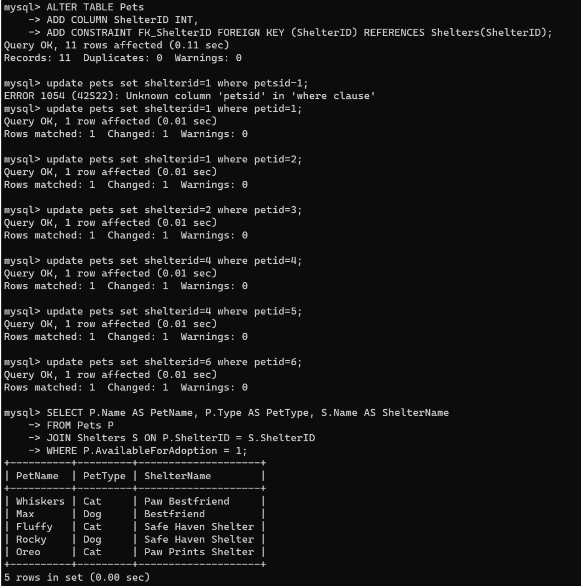 mysql> ALTER TABLE Pets
    -> ADD COLUMN ShelterID INT,
    -> ADD CONSTRAINT FK_ShelterID FOREIGN KEY (ShelterID) REFERENCES Shelters(ShelterID);
Query OK, 11 rows affected (0.11 sec)
Records: 11  Duplicates: 0  Warnings: 0

mysql> update pets set shelterid=1 where petsid-1;
ERROR 1054 (42S22): Unknown column 'petsid' in 'where clause'
mysql> update pets set shelterid=1 where petid=1;
Query OK, 1 row affected (0.01 sec)
Rows matched: 1  Changed: 1  Warnings: 0

mysql> update pets set shelterid=1 where petid=2;
Query OK, 1 row affected (0.01 sec)
Rows matched: 1  Changed: 1  Warnings: 0

mysql> update pets set shelterid=2 where petid=3;
Query OK, 1 row affected (0.01 sec)
Rows matched: 1  Changed: 1  Warnings: 0

mysql> update pets set shelterid=4 where petid=4;
Query OK, 1 row affected (0.01 sec)
Rows matched: 1  Changed: 1  Warnings: 0

mysql> update pets set shelterid=4 where petid=5;
Query OK, 1 row affected (0.01 sec)
Rows matched: 1  Changed: 1  Warnings: 0

mysql> update pets set shelterid=6 where petid=6;
Query OK, 1 row affected (0.01 sec)
Rows matched: 1  Changed: 1  Warnings: 0

mysql> SELECT P.Name AS PetName, P.Type AS PetType, S.Name AS ShelterName
    -> FROM Pets P
    -> JOIN Shelters S ON P.ShelterID = S.ShelterID
    -> WHERE P.AvailableForAdoption = 1;
+----------+---------+--------------------+
| PetName  | PetType | ShelterName        |
+----------+---------+--------------------+
| Whiskers | Cat     | Paw Bestfriend     |
| Max      | Dog     | Bestfriend         |
| Fluffy   | Cat     | Safe Haven Shelter |
| Rocky    | Dog     | Safe Haven Shelter |
| Oreo     | Cat     | Paw Prints Shelter |
+----------+---------+--------------------+
5 rows in set (0.00 sec)